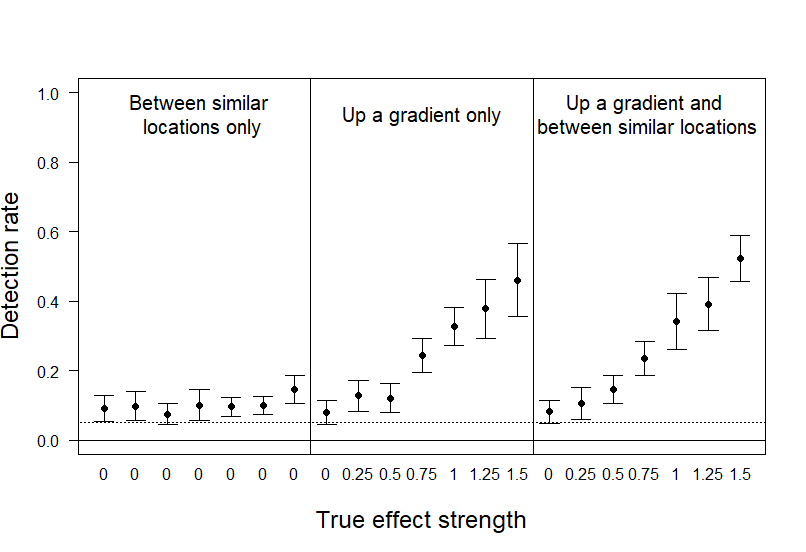 Between similar
locations only
Up a gradient only
Up a gradient and
between similar locations
Detection rate
1.0
0.8
0.6
0.4
0.2
0.0
0 0 0 0 0 0 0 0 0.25 0.5 0.75 1 1.25 1.5 0 0.25 0.5 0.75 1 1.25 1.5
True effect strength